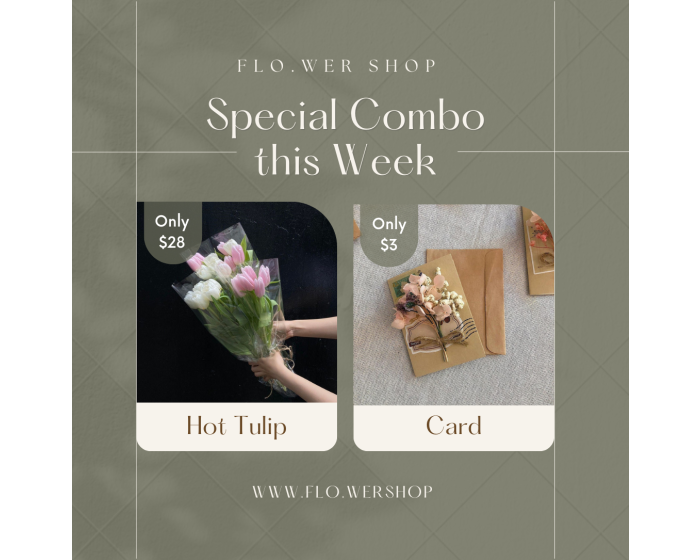 FLO.WER SHOP
Special Combo
this Week
Only
$28
Only
$3
Hot Tulip
Card
WWW.FLO.WERSHOP